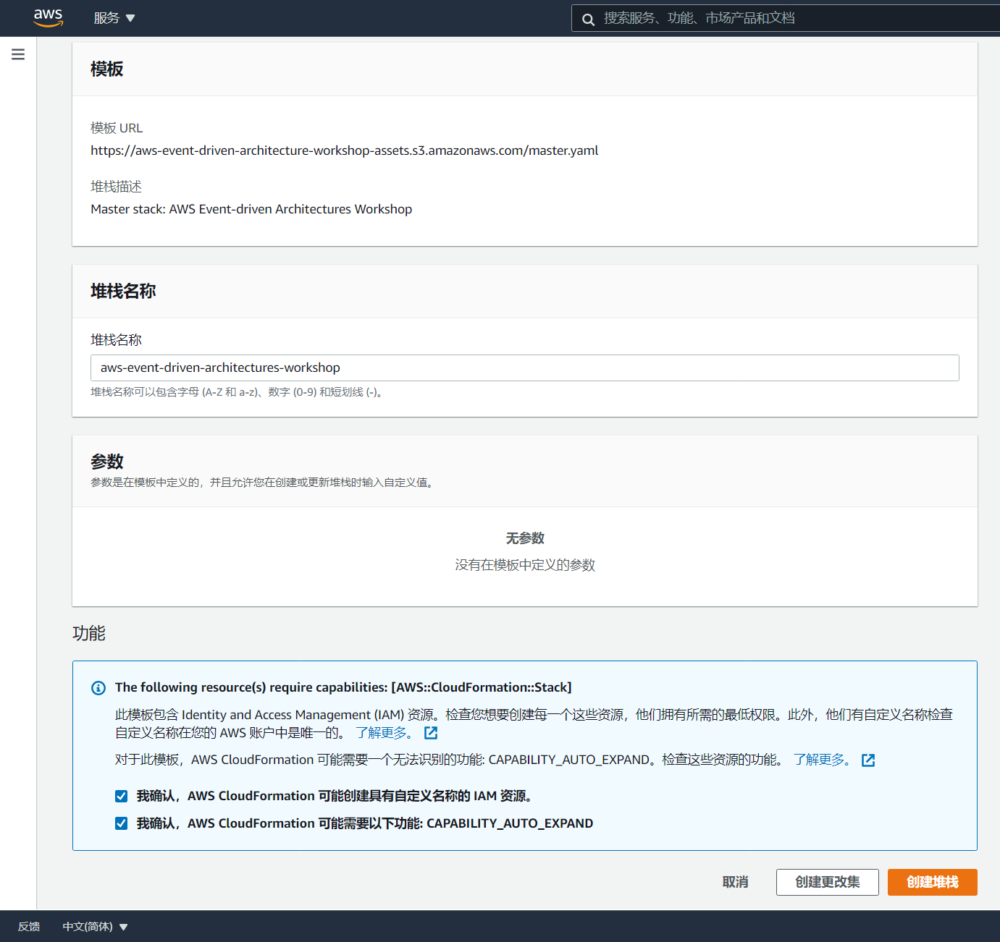 aws
服务
搜索服务、功能、市场产品和文档
模板
模板 URL
https://aws-event-driven-architecture-workshop-assets.s3.amazonaws.com/master.yaml
堆栈描述
Master stack: AWS Event-driven Architectures Workshop
堆栈名称
堆栈名称
aws-event-driven-architectures-workshop
堆栈名称可以包含字母 (A-Z 和 a-z)、数字 (0-9) 和短划线 (-)。
参数
参数是在模板中定义的，并且允许您在创建或更新堆栈时输入自定义值。
无参数
没有在模板中定义的参数
功能
The following resource(s) require capabilities: [AWS::CloudFormation::Stack]
此模板包含 Identity and Access Management (IAM) 资源。检查您想要创建每一个这些资源，他们拥有所需的最低权限。此外，他们有自定义名称检查
自定义名称在您的 AWS 账户中是唯一的。 了解更多。
对于此模板，AWS CloudFormation 可能需要一个无法识别的功能: CAPABILITY_AUTO_EXPAND。检查这些资源的功能。 了解更多。
我确认，AWS CloudFormation 可能创建具有自定义名称的 IAM 资源。
我确认，AWS CloudFormation 可能需要以下功能: CAPABILITY_AUTO_EXPAND
取消 创建更改集 创建堆栈
反馈 中文(简体)